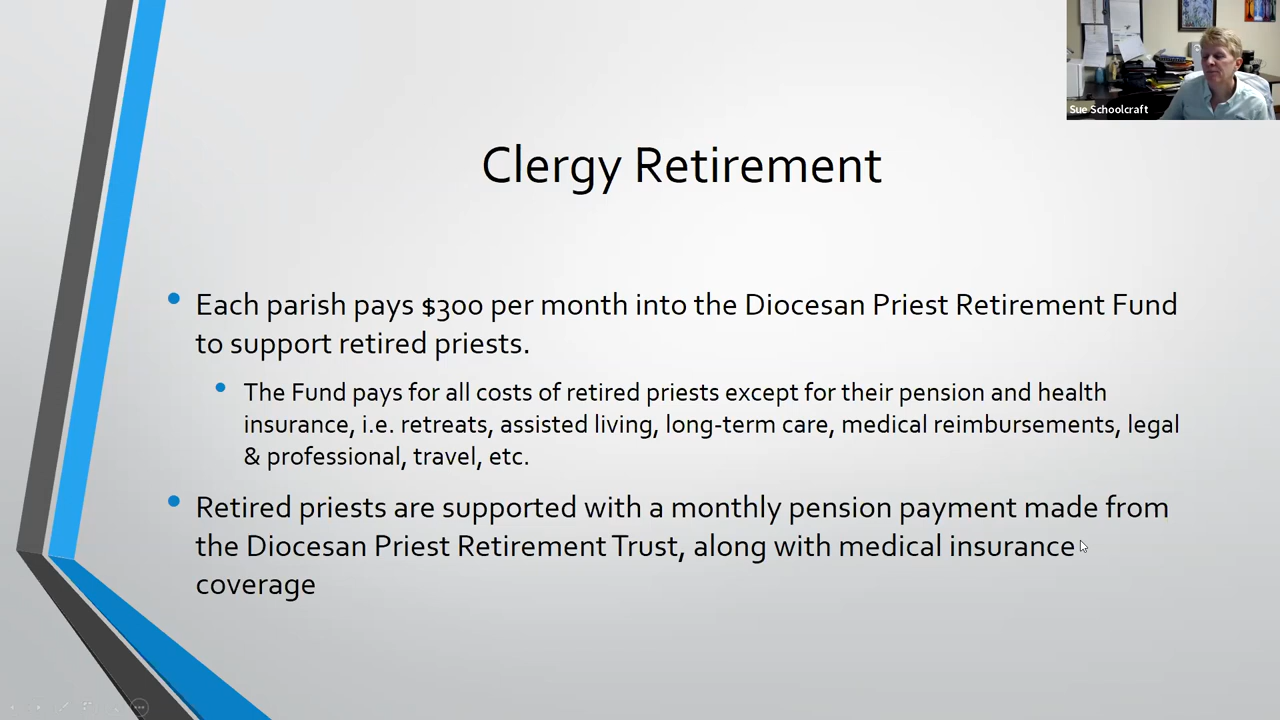 Sue Schoolcraft
Clergy Retirement
• Each parish pays $300 per month into the Diocesan Priest Retirement Fund
to support retired priests.
• The Fund pays for all costs of retired priests except for their pension and health
insurance, i.e. retreats, assisted living, long-term care, medical reimbursements, legal
& professional, travel, etc.
• Retired priests are supported with a monthly pension payment made from
the Diocesan Priest Retirement Trust, along with medical insurance
coverage